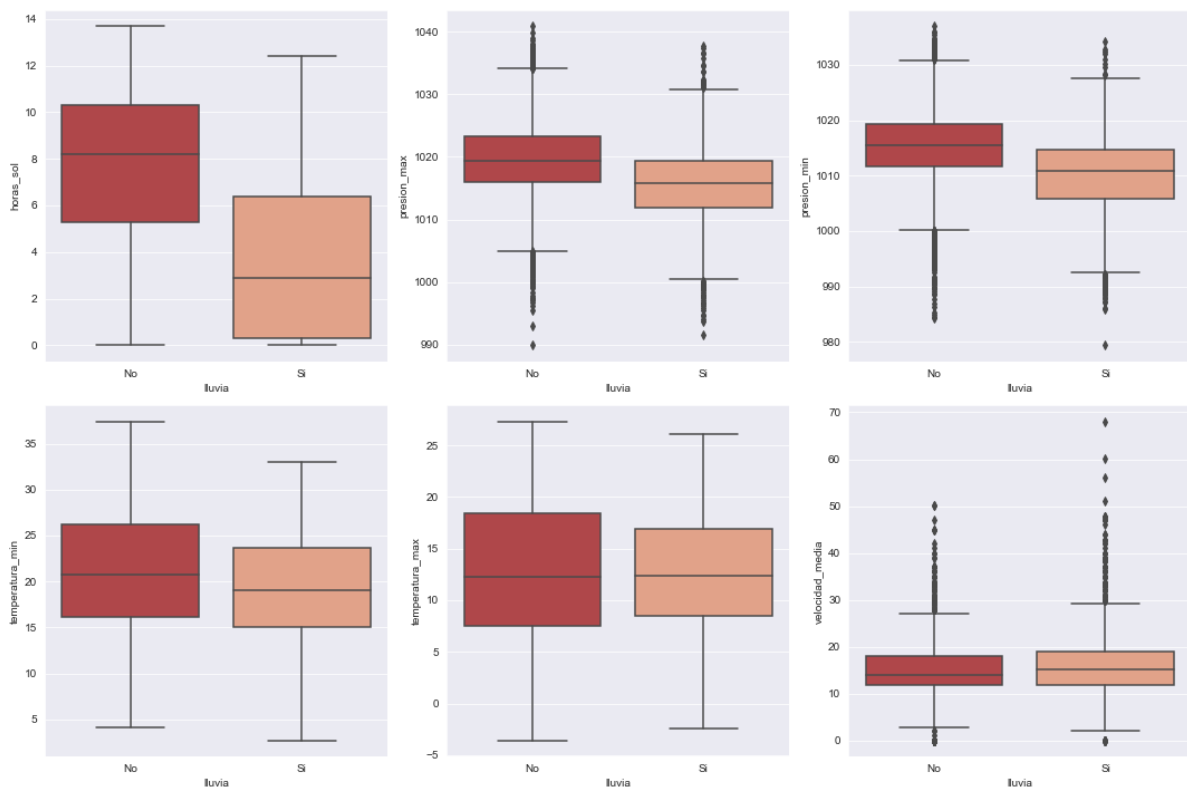 14
12
10
8
6
4
2
0
horas_sol
No
Si
lluvia
1040
1030
1020
1010
1000
990
presion_max
No
Si
lluvia
1030
1020
1010
1000
990
980
presion_min
No
Si
lluvia
35
30
25
20
15
10
5
temperatura_min
No
Si
lluvia
25
20
15
10
5
0
−5
temperatura_max
No
Si
lluvia
70
60
50
40
30
20
10
0
velocidad_media
No
Si
lluvia